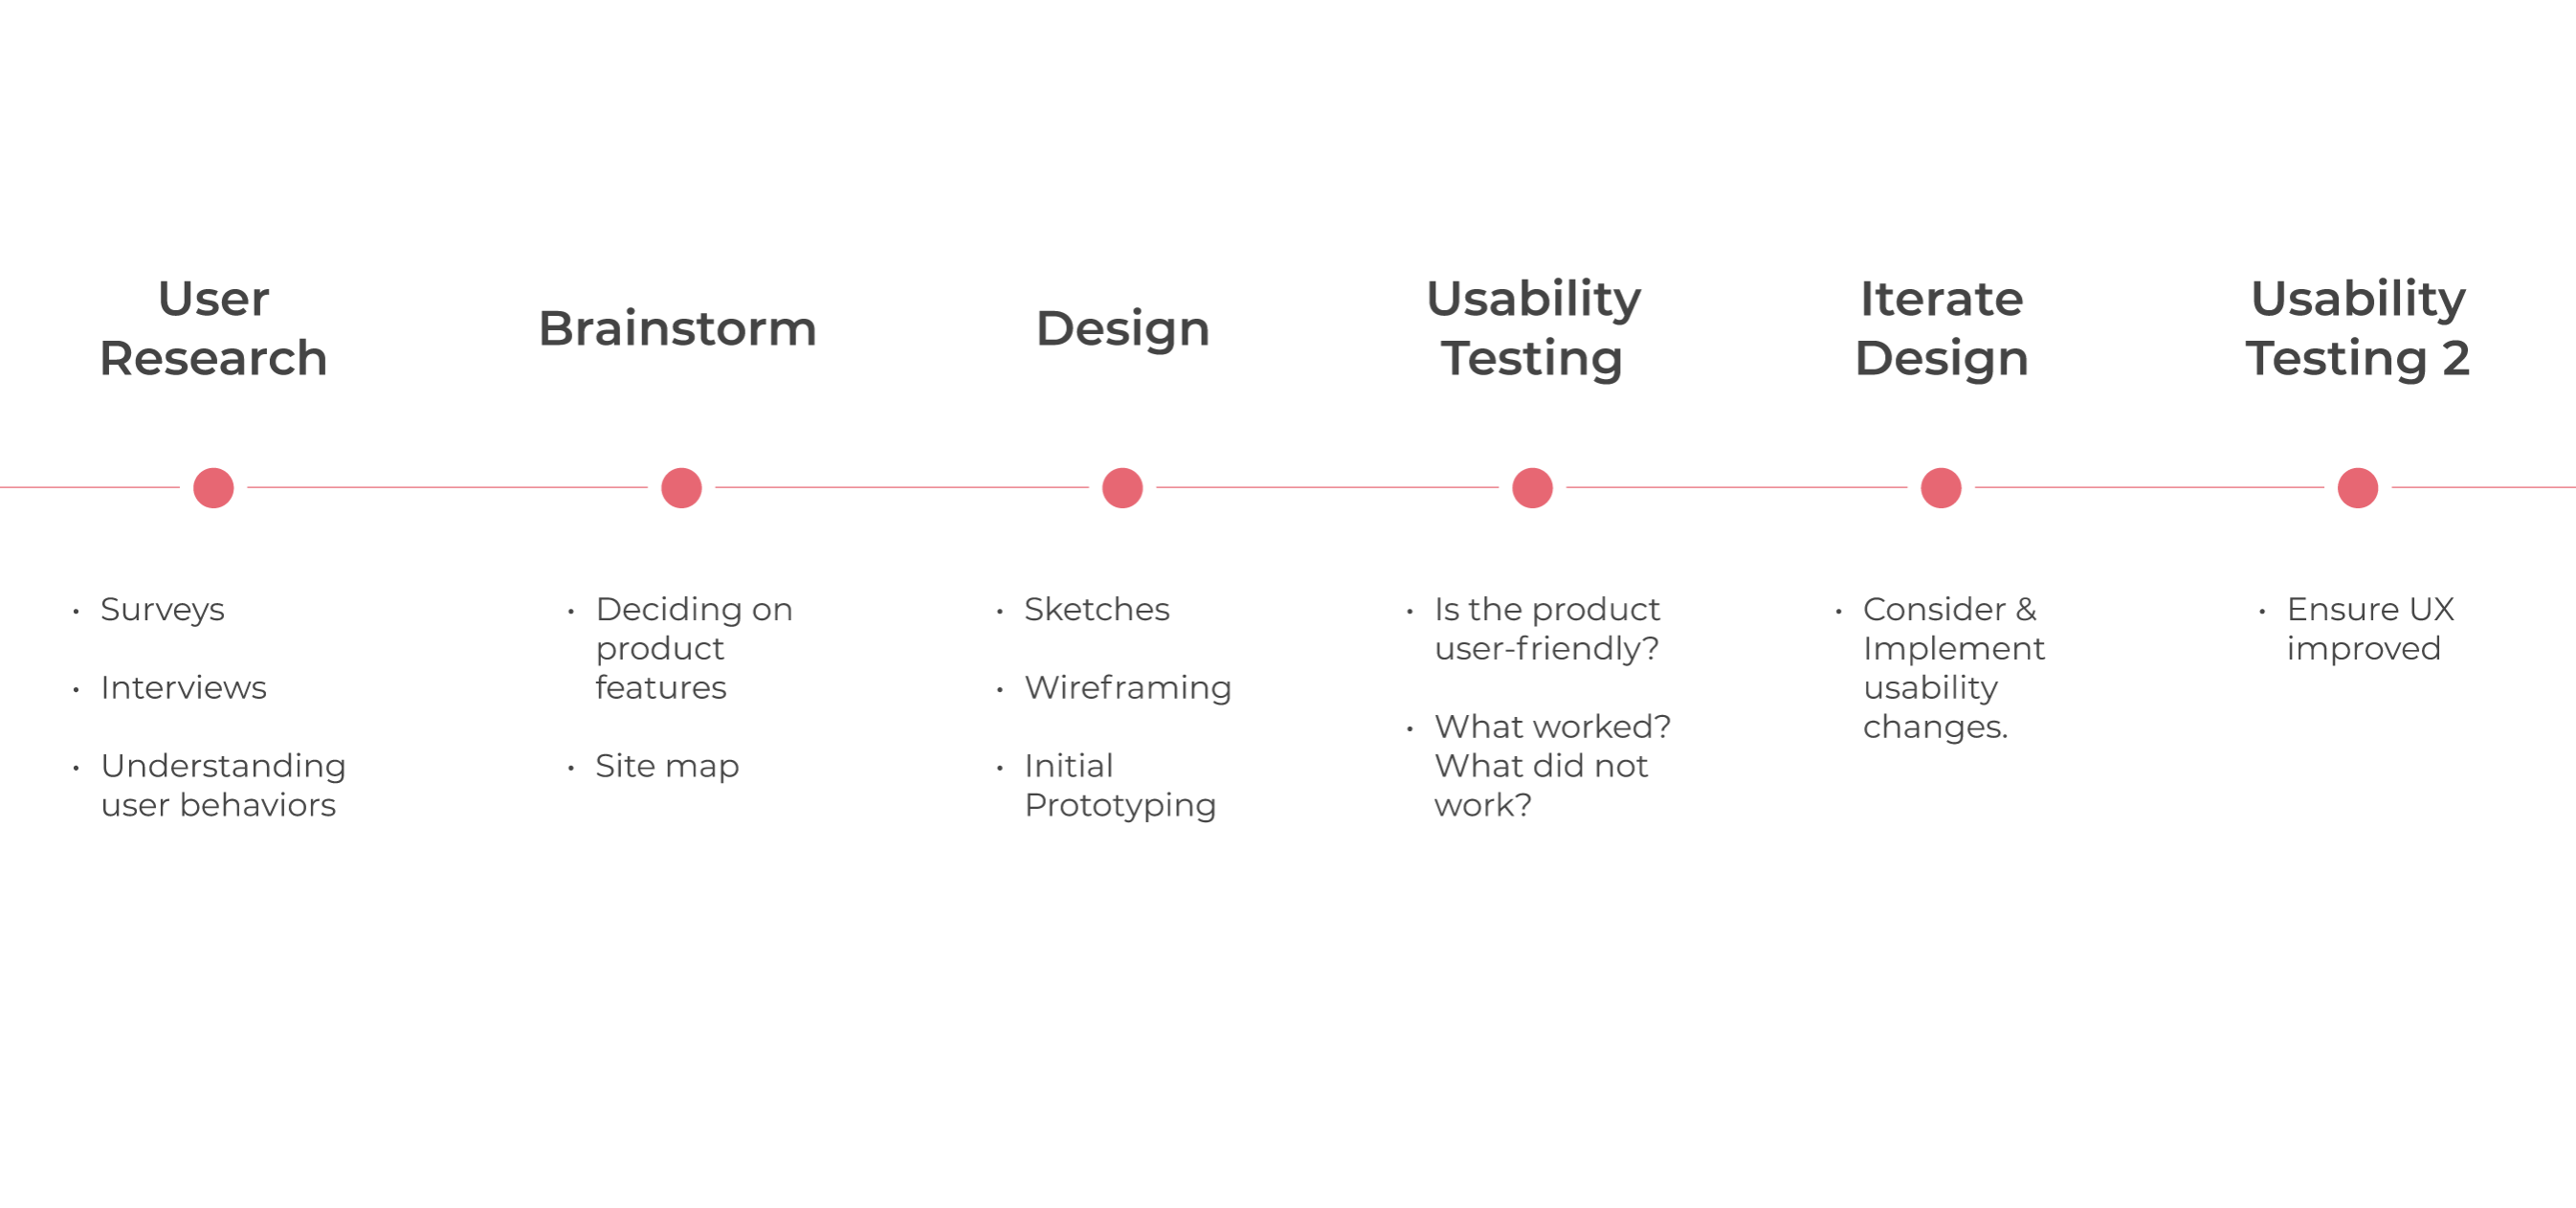 User
Research
Brainstorm
Design
Usability
Testing
Iterate
Design
Usability
Testing 2
• Surveys
• Interviews
• Understanding
user behaviors
• Deciding on
product
features
• Site map
• Sketches
• Wireframing
• Initial
Prototyping
• Is the product
user-friendly?
• What worked?
What did not
work?
• Consider &
Implement
usability
changes.
• Ensure UX
improved